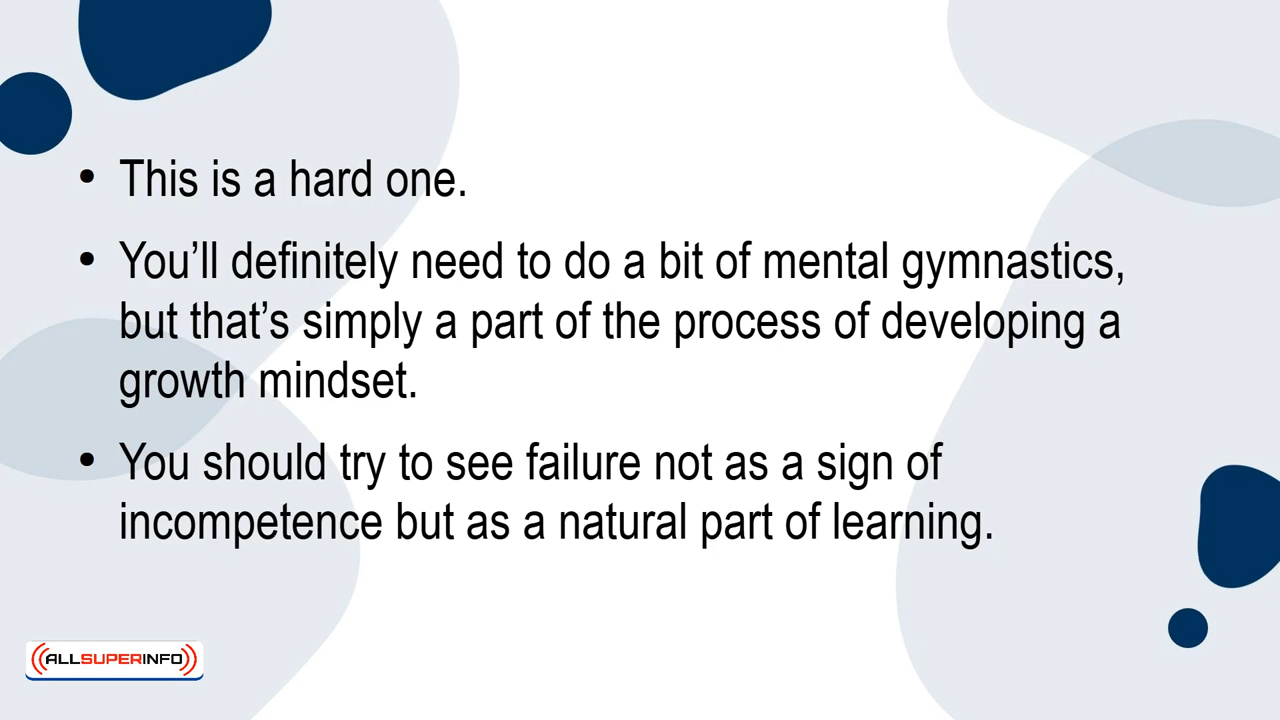 • This is a hard one.
• You’ll definitely need to do a bit of mental gymnastics,
but that’s simply a part of the process of developing a
growth mindset.
• You should try to see failure not as a sign of
incompetence but as a natural part of learning.
ALLSUPERINFO